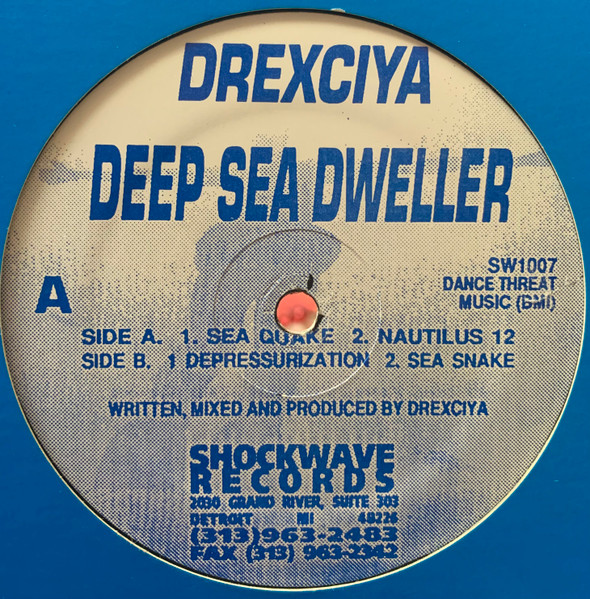 DREXCIYA
DEEP SEA DWELLER
A
SW1007
DANCE THREAT
MUSIC (BMI)
SIDE A. 1. SEA QUAKE 2. NAUTILUS 12
SIDE B. 1 DEPRESSURIZATION 2. SEA SNAKE
WRITTEN, MIXED AND PRODUCED BY DREXCIYA
SHOCKWAVE
RECORDS
2030 GRAND RIVER, SUITE 303
DETROIT MI 48226
(313)963-2483
FAX (313) 963-2342